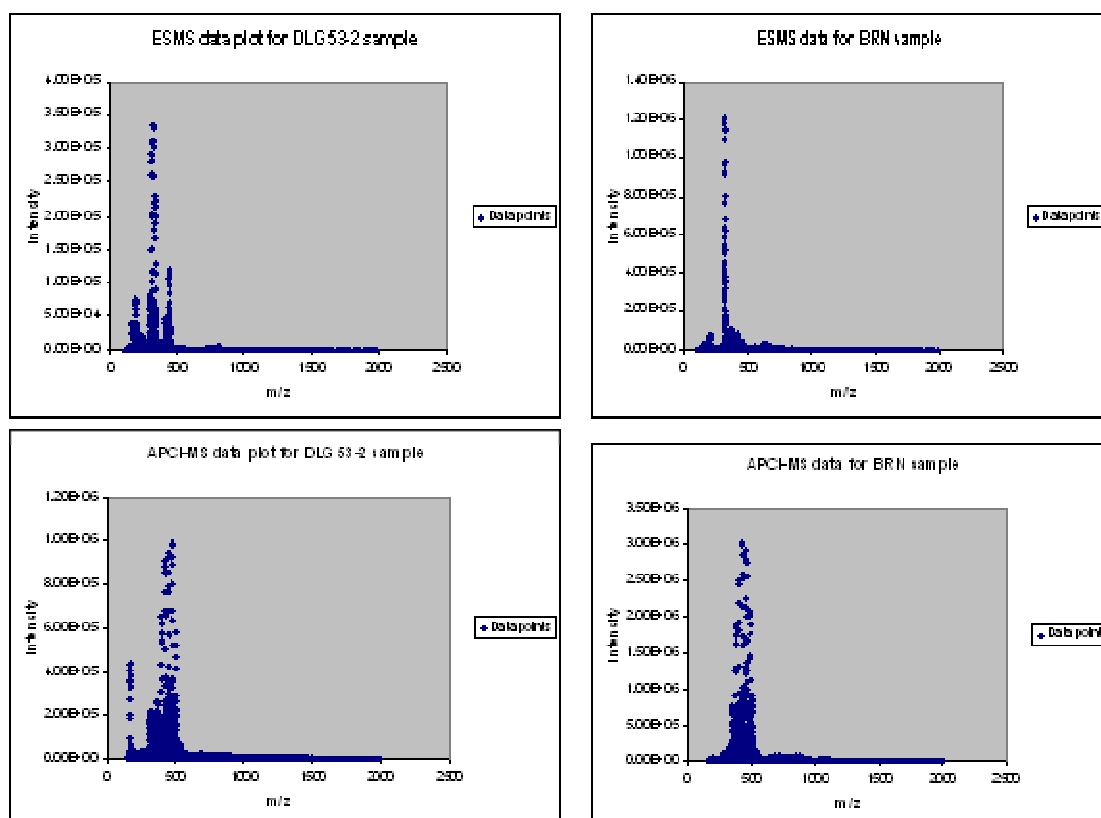 ESMS data plot for DLG 53-2 sample
4.00E+05
3.50E+05
3.00E+05
2.50E+05
2.00E+05
1.50E+05
1.00E+05
5.00E+04
0.00E+00
Intensity
0 500 1000 1500 2000 2500
m/z
Datapoints
ESMS data for BRN sample
1.40E+06
1.20E+06
1.00E+06
8.00E+05
6.00E+05
4.00E+05
2.00E+05
0.00E+00
Intensity
0 500 1000 1500 2000 2500
m/z
Datapoints
APCI-MS data plot for DLG 53-2 sample
1.20E+06
1.00E+06
8.00E+05
6.00E+05
4.00E+05
2.00E+05
0.00E+00
Intensity
0 500 1000 1500 2000 2500
m/z
Datapoints
APCI-MS data for BRN sample
3.50E+06
3.00E+06
2.50E+06
2.00E+06
1.50E+06
1.00E+06
5.00E+05
0.00E+00
Intensity
0 500 1000 1500 2000 2500
m/z
Datapoints